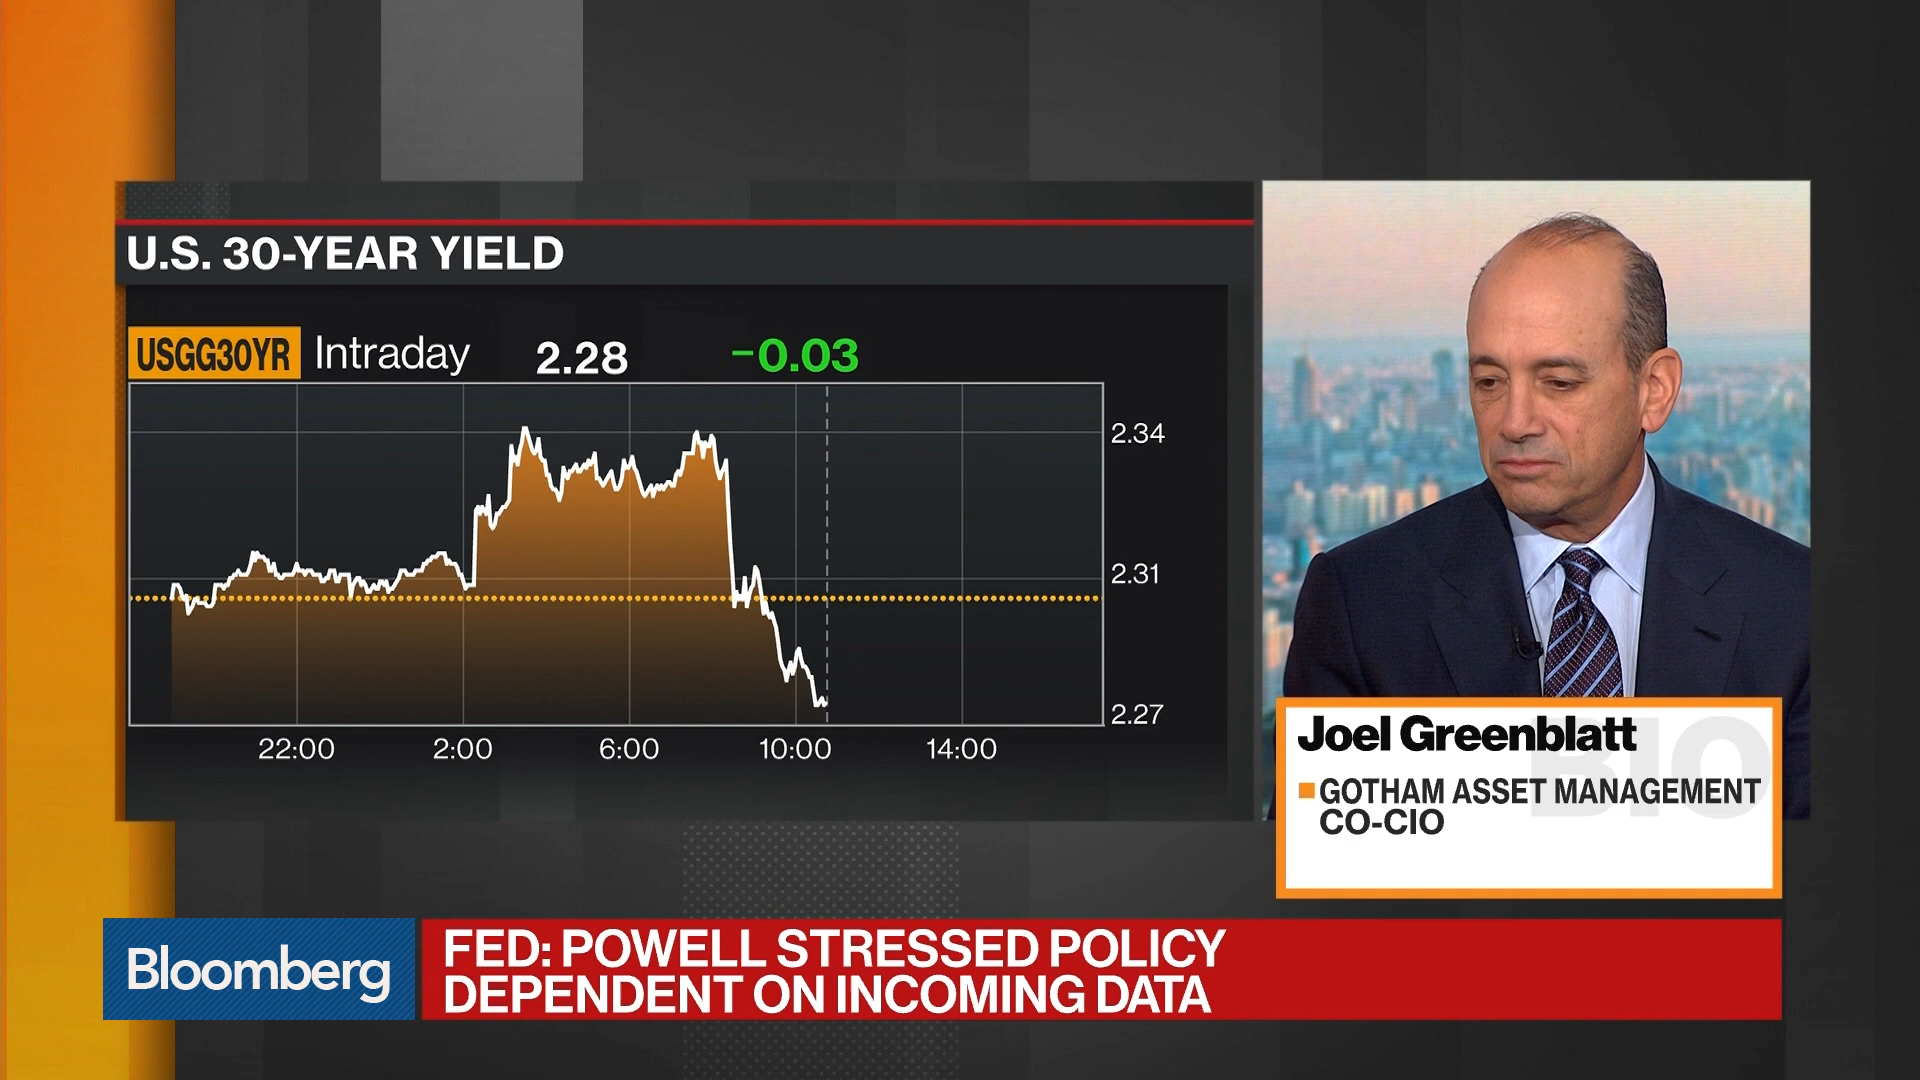 U.S. 30-YEAR YIELD
USGG30YR Intraday 2.28 -0.03
2.34
2.31
2.27
22:00 2:00 6:00 10:00 14:00
BIO
Joel Greenblatt
GOTHAM ASSET MANAGEMENT
CO-CIO
Bloomberg
FED: POWELL STRESSED POLICY
DEPENDENT ON INCOMING DATA